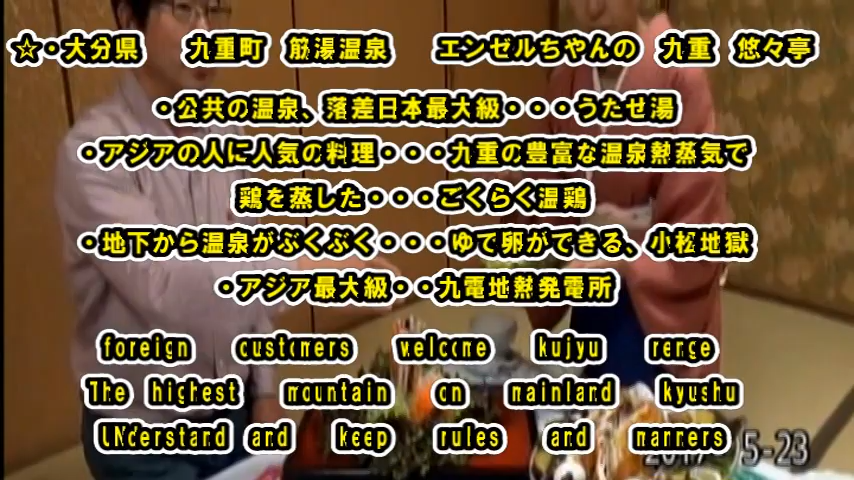 ☆・大分県 九重町 筋湯温泉 エンゼルちやんの 九重 悠々亭
・公共の温泉、落差日本最大級・・・うたせ湯
・アジアの人に人気の料理・・・九重の豊富な温泉熱蒸気で
鶏を蒸した・・・ごくらく温鶏
・地下から温泉がぶくぶく・・・ゆで卵ができる、小松地獄
・アジア最大級・・九電地熱発電所
foreign customers welcome kujyu renge
The highest mountain on mainland kyushu
UNderstand and keep rules and manners
5-23